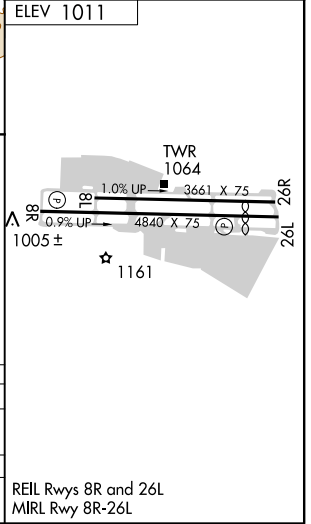 ELEV 1011
TWR
1064
1.0% UP 3661 X 75
8L
26R
P
8R
0.9% UP 4840 X 75
P
26L
1005 ±
1161
REIL Rwys 8R and 26L
MIRL Rwy 8R-26L